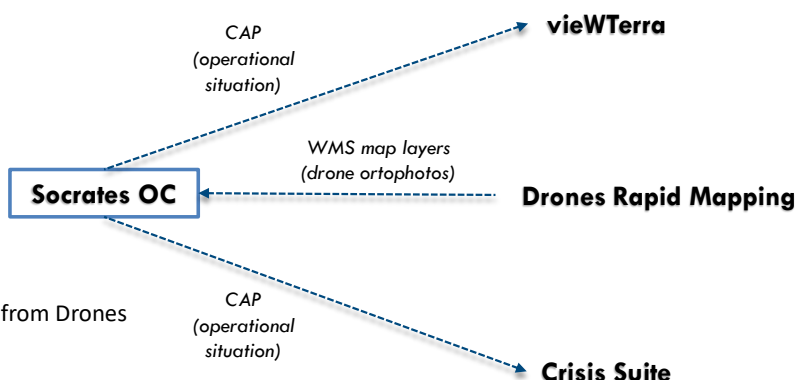 vieWTerra
CAP
(operational
situation)
WMS map layers
(drone ortophotos)
Socrates OC
Drones Rapid Mapping
from Drones
CAP
(operational
situation)
Crisis Suite